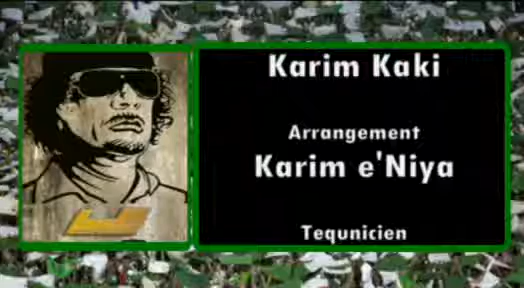 Karim Kaki
Arrangement
Karim e'Niya
Tequnicien